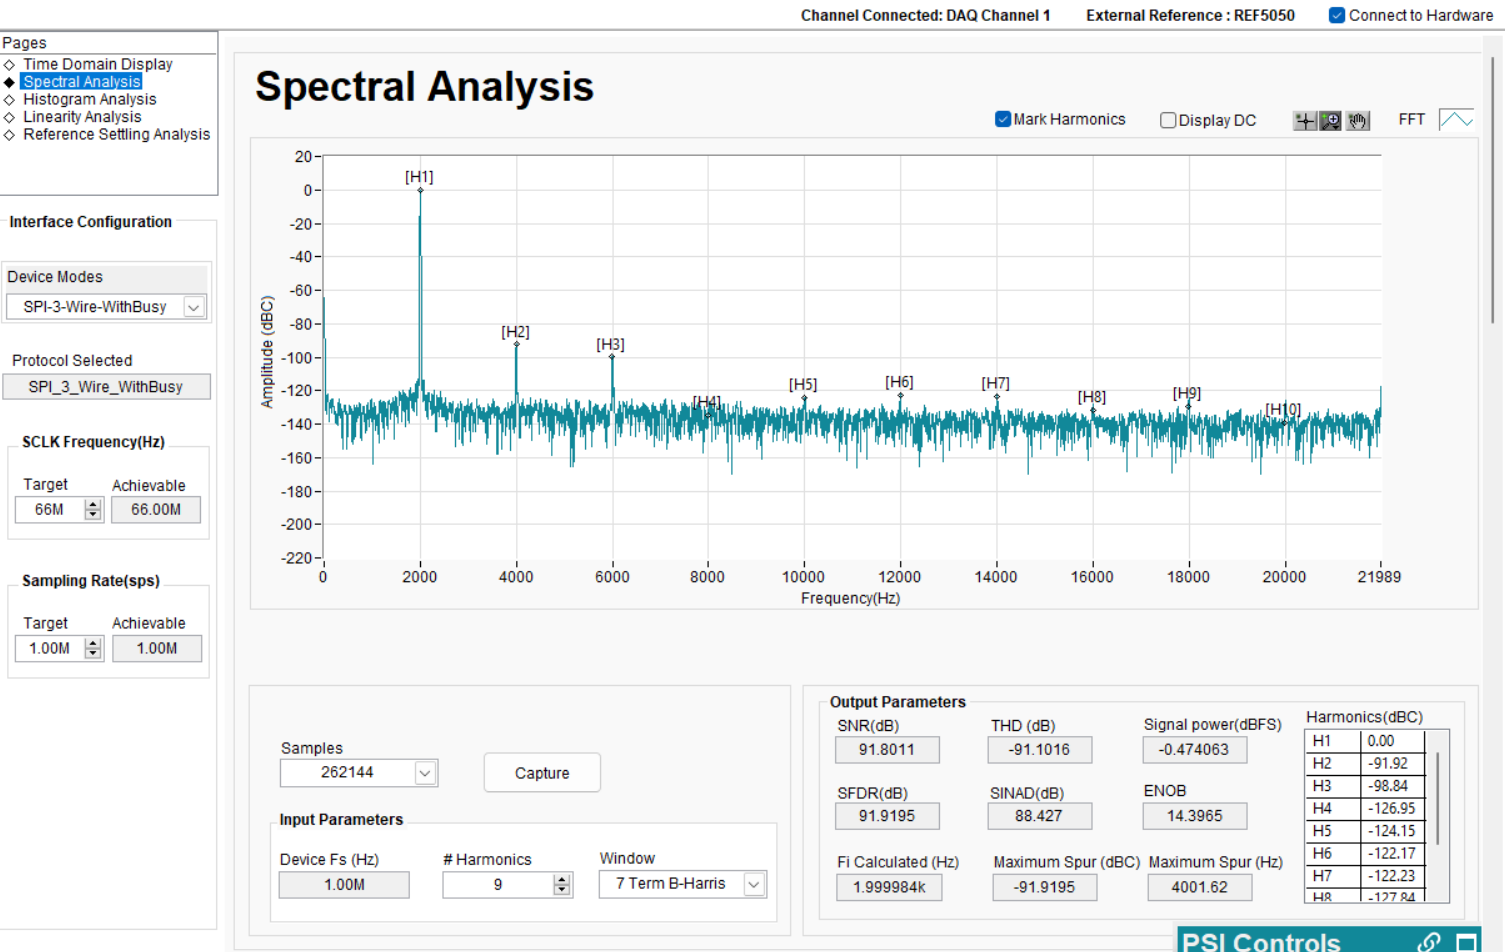 Channel Connected: DAQ Channel 1 External Reference : REF5050 Connect to Hardware
Pages
Time Domain Display
Spectral Analysis
Histogram Analysis
Linearity Analysis
Reference Settling Analysis
Interface Configuration
Device Modes
SPI-3-Wire-WithBusy
Protocol Selected
SPI_3_Wire_WithBusy
SCLK Frequency(Hz)
Target Achievable
66M 66.00M
Sampling Rate(sps)
Target Achievable
1.00M 1.00M
Spectral Analysis
Mark Harmonics Display DC FFT
20
0
-20
-40
-60
-80
-100
-120
-140
-160
-180
-200
-220
Amplitude (dBC)
[H1]
[H2]
[H3]
[H4]
[H5]
[H6]
[H7]
[H8]
[H9]
[H10]
0 2000 4000 6000 8000 10000 12000 14000 16000 18000 20000 21989
Frequency(Hz)
Samples
262144
Capture
Input Parameters
Device Fs (Hz) # Harmonics Window
1.00M 9 7 Term B-Harris
Output Parameters
SNR(dB) THD (dB) Signal power(dBFS)
91.8011 -91.1016 -0.474063
SFDR(dB) SINAD(dB) ENOB
91.9195 88.427 14.3965
Fi Calculated (Hz) Maximum Spur (dBC) Maximum Spur (Hz)
1.999984k -91.9195 4001.62
Harmonics(dBC)
H1 0.00
H2 -91.92
H3 -98.84
H4 -126.95
H5 -124.15
H6 -122.17
H7 -122.23
H8 -127.84
PSI Controls